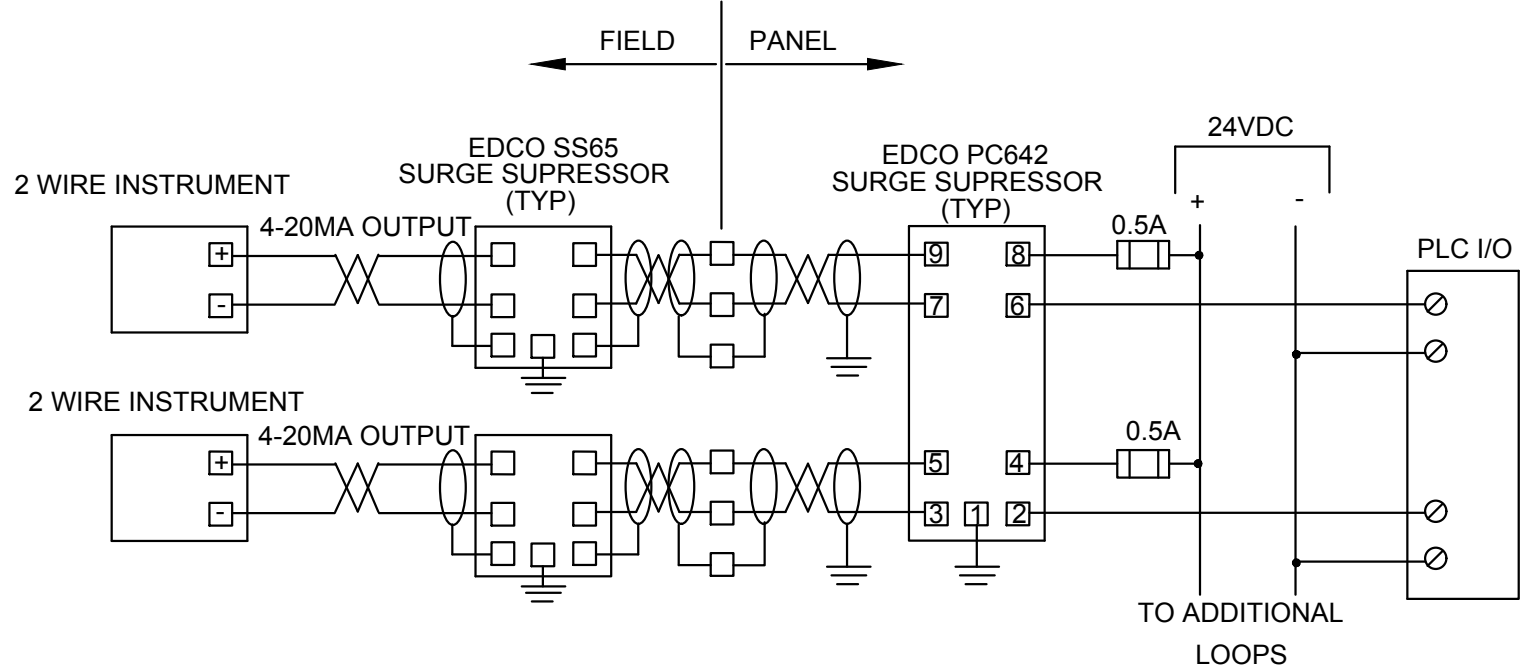 FIELD
PANEL
24VDC
EDCO SS65
SURGE SUPRESSOR
(TYP)
EDCO PC642
SURGE SUPRESSOR
(TYP)
2 WIRE INSTRUMENT
+ -
4-20MA OUTPUT
0.5A
PLC I/O
+
-
9 8
7 6
2 WIRE INSTRUMENT
4-20MA OUTPUT
0.5A
+
-
5 4
3 1 2
TO ADDITIONAL
LOOPS